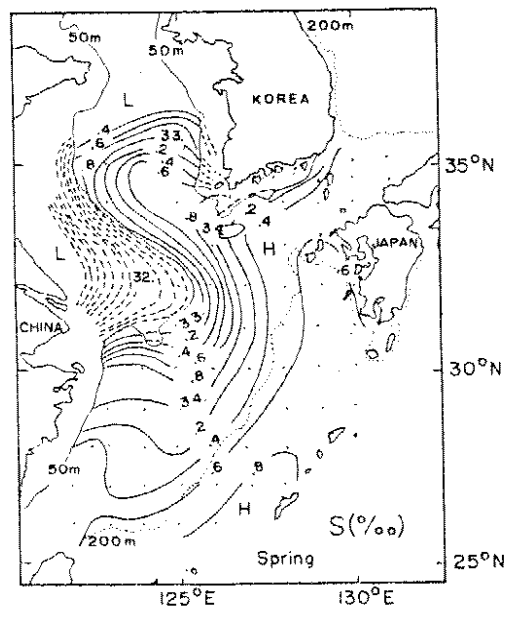 200m
50m
50m
L
KOREA
.4
.6
33.
.2
.8
.4
.6
35°N
.8
.2
34
.4
H
L
JAPAN
.6
32.
33
CHINA
.2
.4
.6
30°N
.8
34
.2
.4
.6
.8
50m
H
S(‰)
200m
Spring
25°N
125°E
130°E